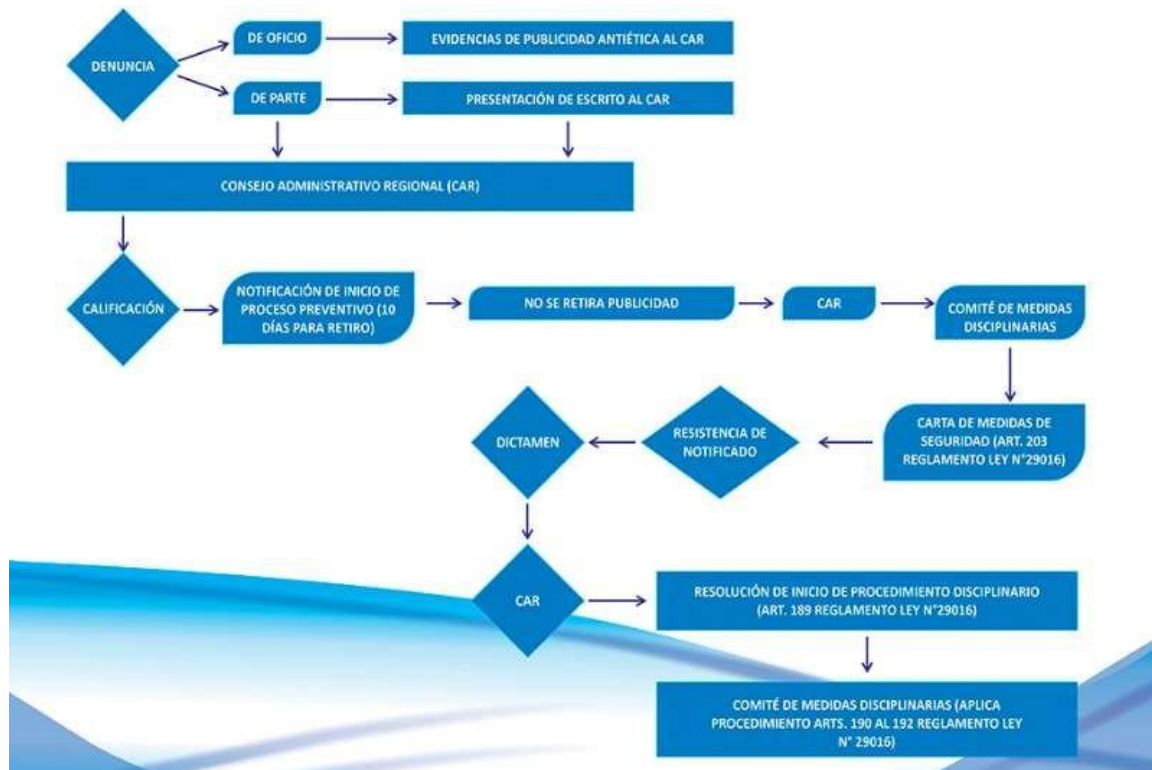 DENUNCIA
DE OFICIO
EVIDENCIAS DE PUBLICIDAD ANTIÉTICA AL CAR
DE PARTE
PRESENTACIÓN DE ESCRITO AL CAR
CONSEJO ADMINISTRATIVO REGIONAL (CAR)
CALIFICACIÓN
NOTIFICACIÓN DE INICIO DE
PROCESO PREVENTIVO (10
DÍAS PARA RETIRO)
NO SE RETIRA PUBLICIDAD
CAR
COMITÉ DE MEDIDAS
DISCIPLINARIAS
CARTA DE MEDIDAS DE
SEGURIDAD (ART. 203
REGLAMENTO LEY N°29016)
RESISTENCIA DE
NOTIFICADO
DICTAMEN
CAR
RESOLUCIÓN DE INICIO DE PROCEDIMIENTO DISCIPLINARIO
(ART. 189 REGLAMENTO LEY N°29016)
COMITÉ DE MEDIDAS DISCIPLINARIAS (APLICA
PROCEDIMIENTO ARTS. 190 AL 192 REGLAMENTO LEY
N° 29016)